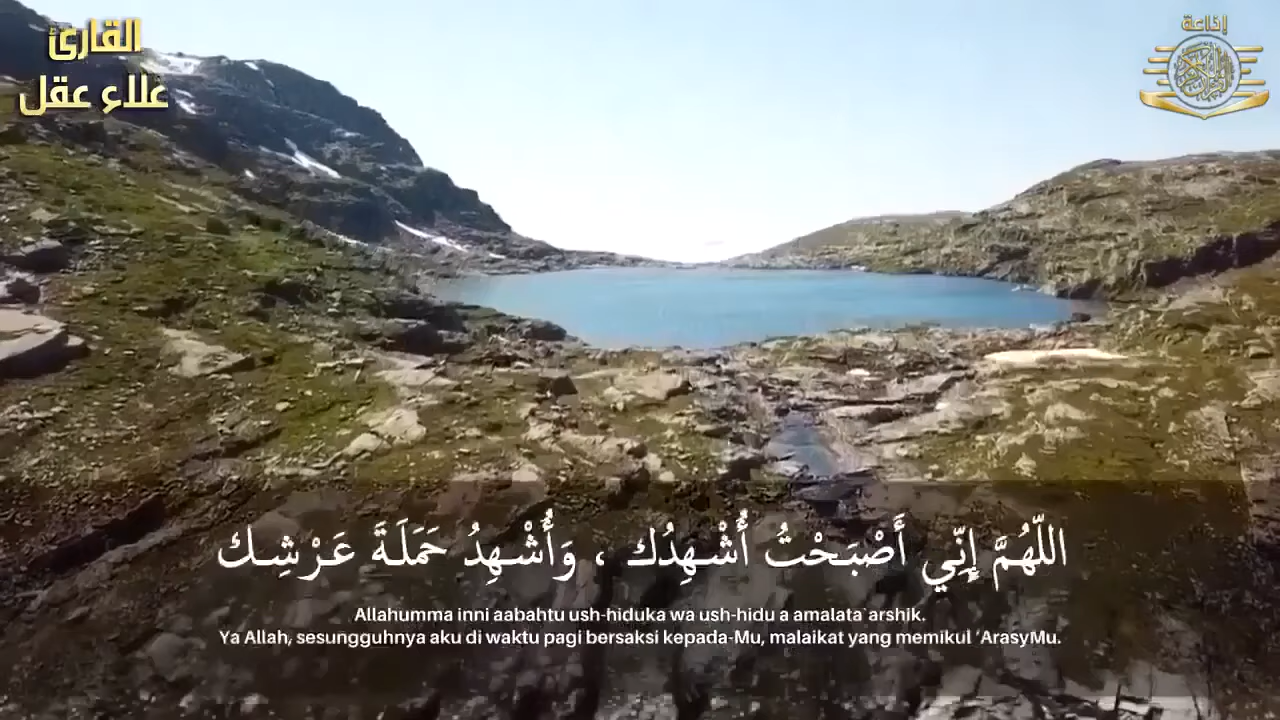 القارئ
علاء عقل
إذاعة
اللّهُمَّ إِنِّي أَصْبَحْتُ أُشْهِدُك ، وَأُشْهِدُ حَمَلَةَ عَرْشِك
Allahumma inni aabahtu ush-hiduka wa ush-hidu a amalata`arshik.
Ya Allah, sesungguhnya aku di waktu pagi bersaksi kepada-Mu, malaikat yang memikul ‘ArasyMu.